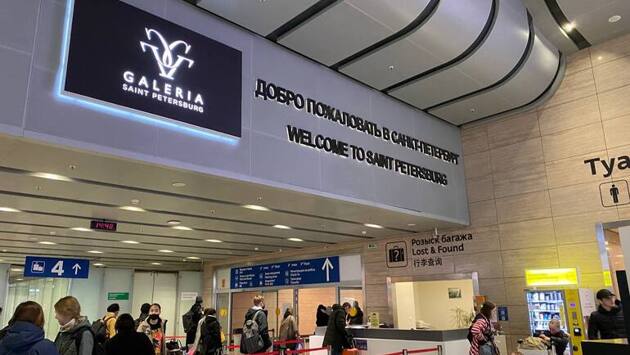 GALERIA
SAINT PETERSBURG
ДОБРО ПОЖАЛОВАТЬ В САНКТ-ПЕТЕРБУРГ
WELCOME TO SAINT PETERSBURG
Туа
Розыск багажа
Lost & Found
行李查询
4